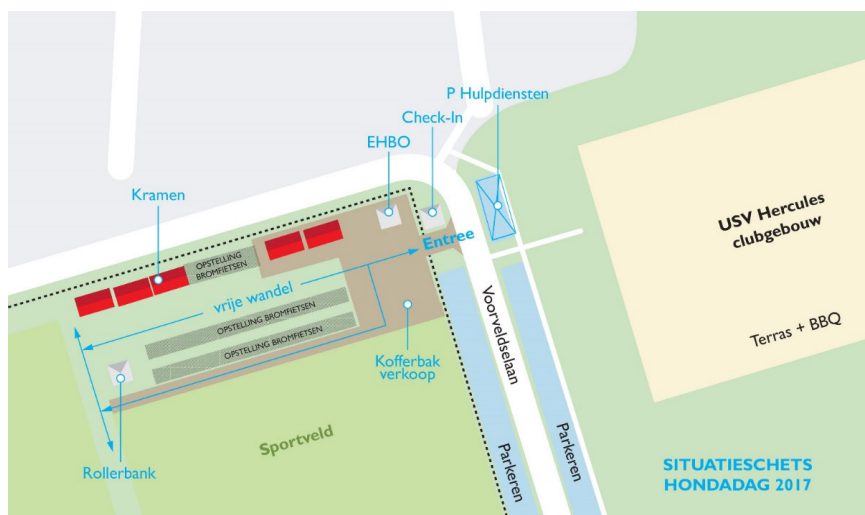 P Hulpdiensten
Check-In
EHBO
Kramen
USV Hercules
clubgebouw
Entree
OPSTELLING
BROMFIETSEN
vrije wandel
OPSTELLING BROMFIETSEN
OPSTELLING BROMFIETSEN
Voorveldselaan
Terras + BBQ
Kofferbak
verkoop
Sportveld
Rollerbank
Parkeren
Parkeren
SITUATIESCHETS
HONDADAG 2017